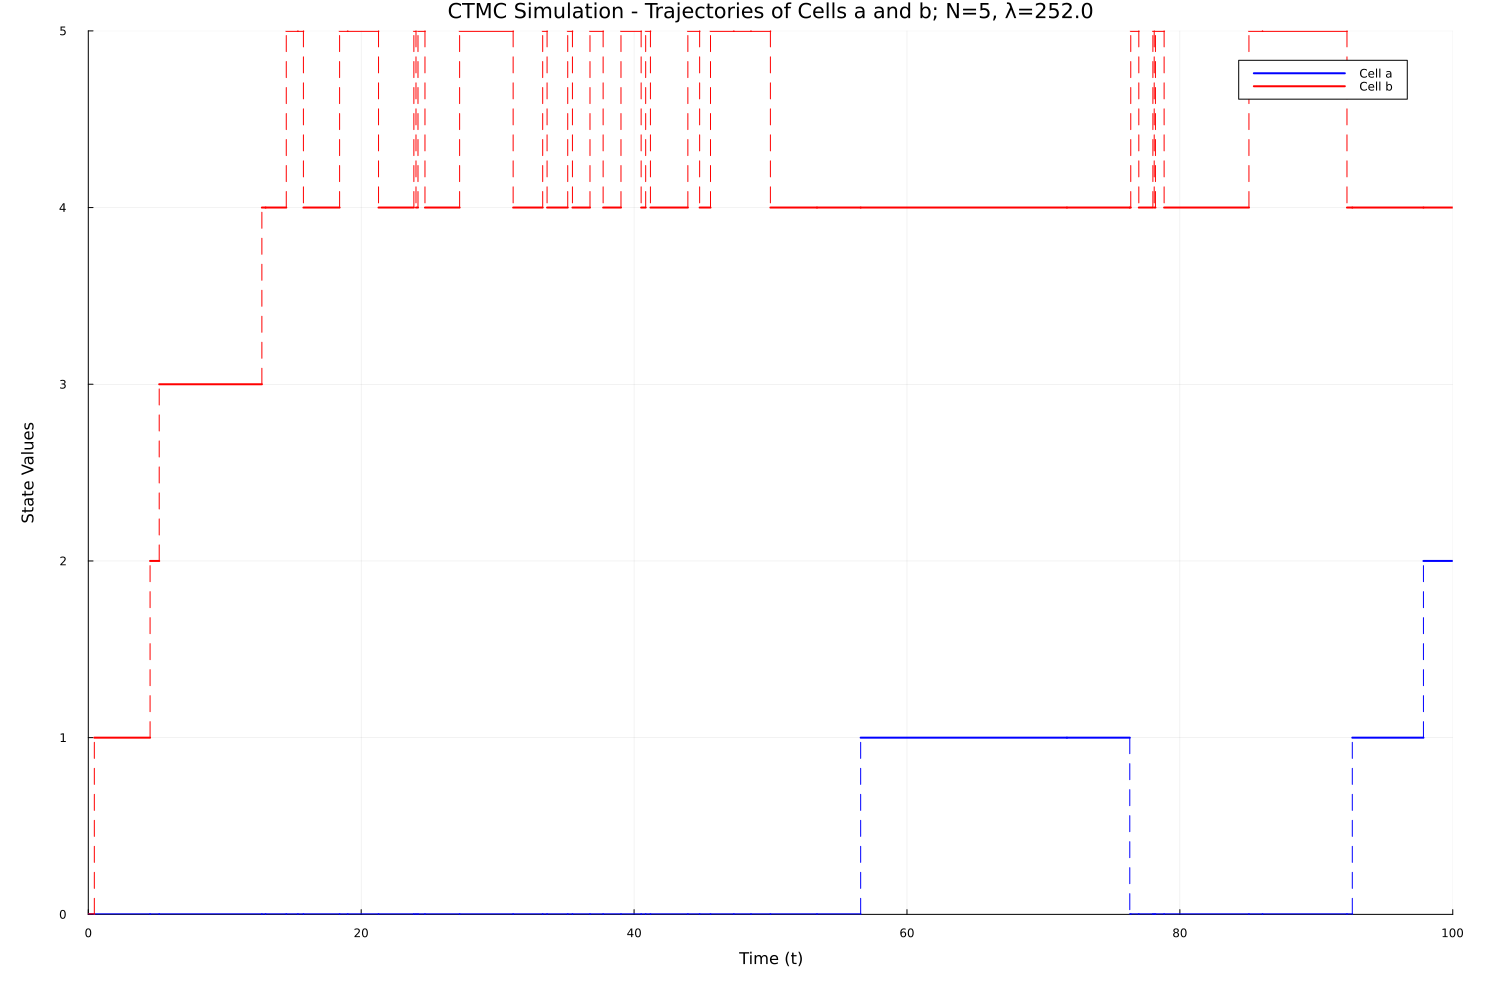 CTMC Simulation - Trajectories of Cells a and b; N=5, λ=252.0
5
Cell a
Cell b
4
3
State Values
2
1
0
0 20 40 60 80 100
Time (t)